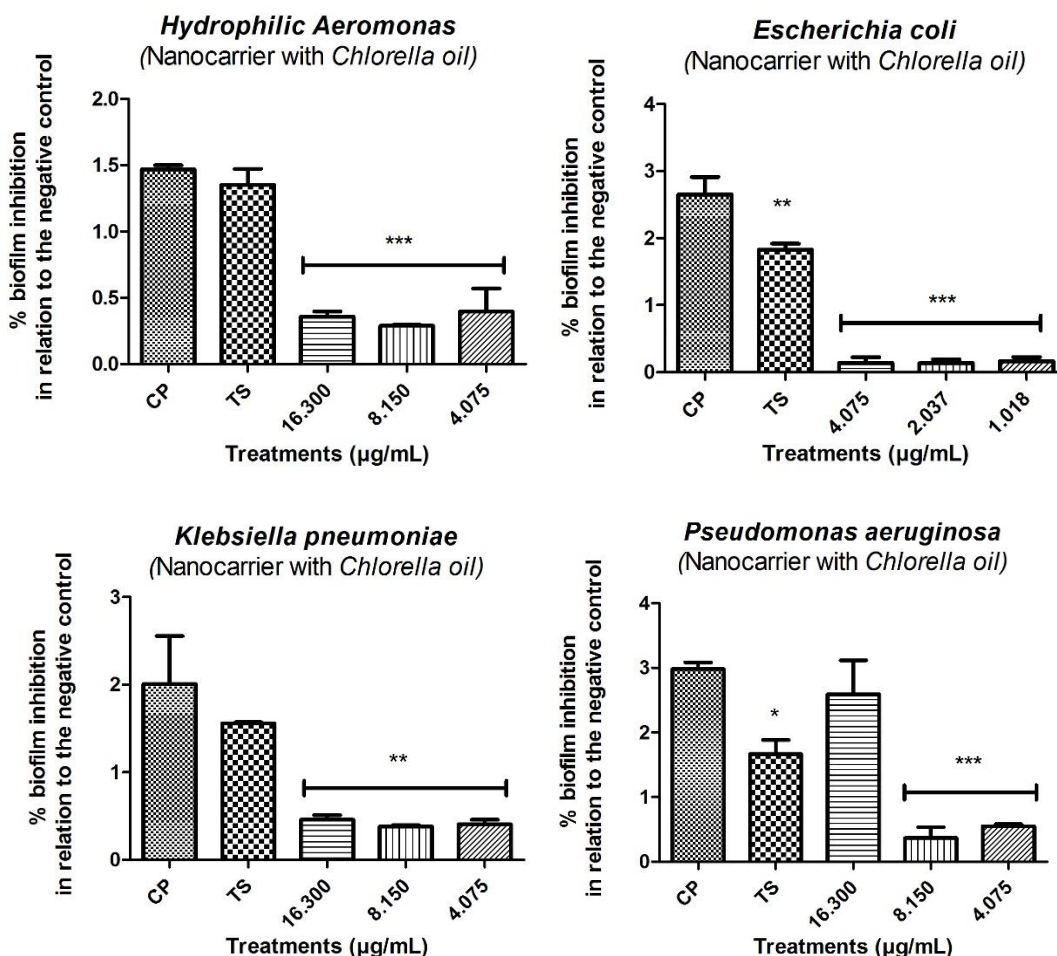 Hydrophilic Aeromonas
(Nanocarrier with Chlorella oil)
% biofilm inhibition
in relation to the negative control
2.0
1.5
1.0
0.5
0.0
***
CP
TS
16.300
8.150
4.075
Treatments (µg/mL)
Escherichia coli
(Nanocarrier with Chlorella oil)
% biofilm inhibition
in relation to the negative control
4
3
2
1
0
**
***
CP
TS
4.075
2.037
1.018
Treatments (µg/mL)
Klebsiella pneumoniae
(Nanocarrier with Chlorella oil)
% biofilm inhibition
in relation to the negative control
3
2
1
0
**
CP
TS
16.300
8.150
4.075
Treatments (µg/mL)
Pseudomonas aeruginosa
(Nanocarrier with Chlorella oil)
% biofilm inhibition
in relation to the negative control
4
3
2
1
0
*
***
CP
TS
16.300
8.150
4.075
Treatments (µg/mL)